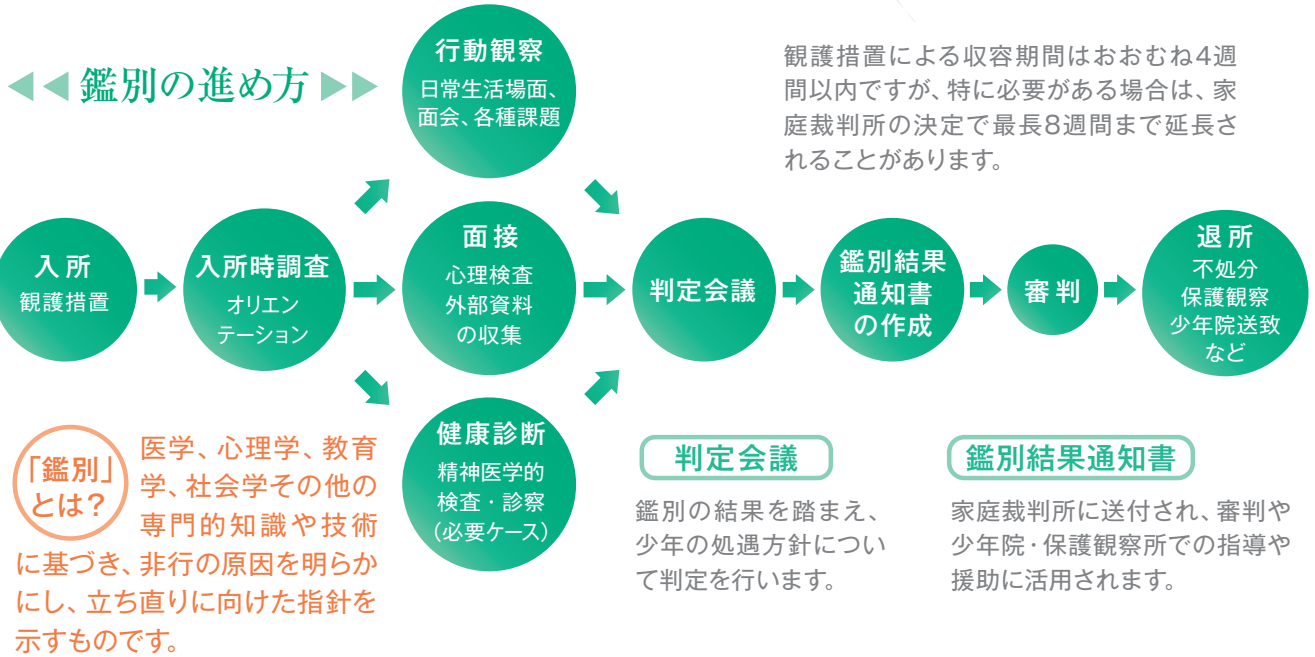 鑑別の進め方
観護措置による収容期間はおおむね4週
間以内ですが、特に必要がある場合は、家
庭裁判所の決定で最長8週間まで延長さ
れることがあります。
入所
観護措置
入所時調査
オリエン
テーション
行動観察
日常生活場面、
面会、各種課題
面接
心理検査
外部資料
の収集
健康診断
精神医学的
検査・診察
(必要ケース)
判定会議
鑑別結果
通知書
の作成
審判
退所
不処分
保護観察
少年院送致
など
「鑑別」
とは?
医学、心理学、教育
学、社会学その他の
専門的知識や技術
に基づき、非行の原因を明らか
にし、立ち直りに向けた指針を
示すものです。
判定会議
鑑別の結果を踏まえ、
少年の処遇方針につい
て判定を行います。
鑑別結果通知書
家庭裁判所に送付され、審判や
少年院・保護観察所での指導や
援助に活用されます。